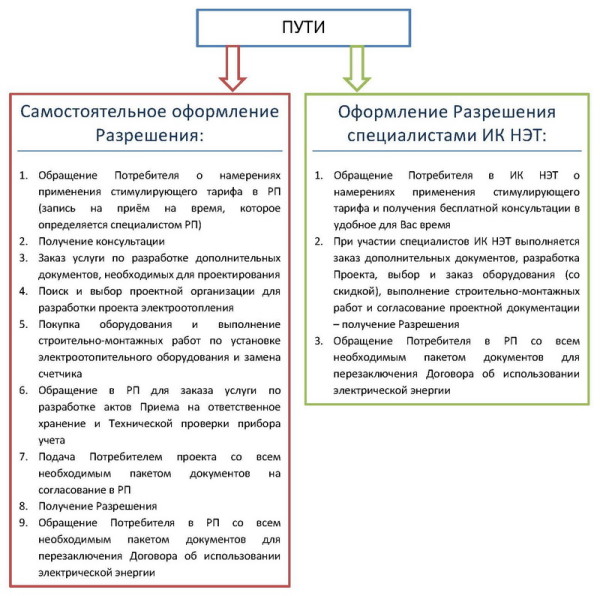 ПУТИ
Самостоятельное оформление
Разрешения:
1. Обращение Потребителя о намерениях
применения стимулирующего тарифа в РП
(запись на приём на время, которое
определяется специалистом РП)
2. Получение консультации
3. Заказ услуги по разработке дополнительных
документов, необходимых для проектирования
4. Поиск и выбор проектной организации для
разработки проекта электроотопления
5. Покупка оборудования и выполнение
строительно-монтажных работ по установке
электроотопительного оборудования и замена
счетчика
6. Обращение в РП для заказа услуги по
разработке актов Приема на ответственное
хранение и Технической проверки прибора
учета
7. Подача Потребителем проекта со всем
необходимым пакетом документов на
согласование в РП
8. Получение Разрешения
9. Обращение Потребителя в РП со всем
необходимым пакетом документов для
перезаключения Договора об использовании
электрической энергии
Оформление Разрешения
специалистами ИК НЭТ:
1. Обращение Потребителя в ИК НЭТ о
намерениях применения стимулирующего
тарифа и получения бесплатной консультации в
удобное для Вас время
2. При участии специалистов ИК НЭТ выполняется
заказ дополнительных документов, разработка
Проекта, выбор и заказ оборудования (со
скидкой), выполнение строительно-монтажных
работ и согласование проектной документации
– получение Разрешения
3. Обращение Потребителя в РП со всем
необходимым пакетом документов для
перезаключения Договора об использовании
электрической энергии